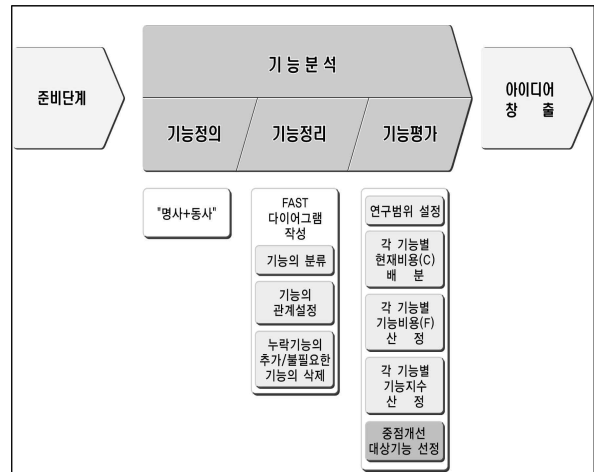 준비단계
기 능 분 석
기능정의
기능정리
기능평가
아이디어
창 출
"명사+동사"
FAST
다이어그램
작성
기능의 분류
기능의
관계설정
누락기능의
추가/불필요한
기능의 삭제
연구범위 설정
각 기능별
현재비용(C)
배 분
각 기능별
기능비용(F)
산 정
각 기능별
기능지수
산 정
중점개선
대상기능 선정